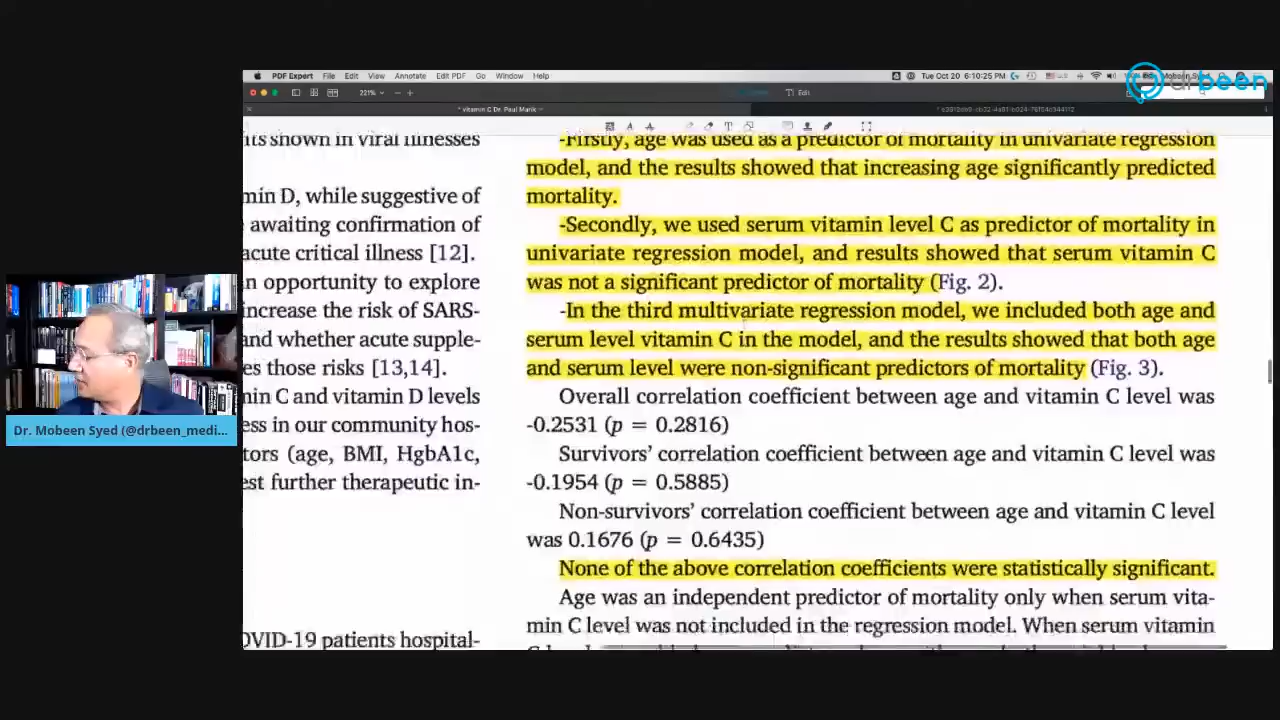 PDF Expert File Edit View Annotate Edit PDF Go Window Help
Tue Oct 20 6:10:25 PM
drbeen
221%
Edit
* vitamin C Dr. Paul Marik
its shown in viral illnesses
min D, while suggestive of
awaiting confirmation of
acute critical illness [12].
n opportunity to explore
increase the risk of SARS-
and whether acute supple-
es those risks [13,14].
min C and vitamin D levels
ess in our community hos-
tors (age, BMI, HgbA1c,
est further therapeutic in-
OVID-19 patients hospital-
-Firstly, age was used as a predictor of mortality in univariate regression
model, and the results showed that increasing age significantly predicted
mortality.
-Secondly, we used serum vitamin level C as predictor of mortality in
univariate regression model, and results showed that serum vitamin C
was not a significant predictor of mortality (Fig. 2).
-In the third multivariate regression model, we included both age and
serum level vitamin C in the model, and the results showed that both age
and serum level were non-significant predictors of mortality (Fig. 3).
Overall correlation coefficient between age and vitamin C level was
-0.2531 (p = 0.2816)
Survivors’ correlation coefficient between age and vitamin C level was
-0.1954 (p = 0.5885)
Non-survivors’ correlation coefficient between age and vitamin C level
was 0.1676 (p = 0.6435)
None of the above correlation coefficients were statistically significant.
Age was an independent predictor of mortality only when serum vita-
min C level was not included in the regression model. When serum vitamin
Dr. Mobeen Syed (@drbeen_medi...